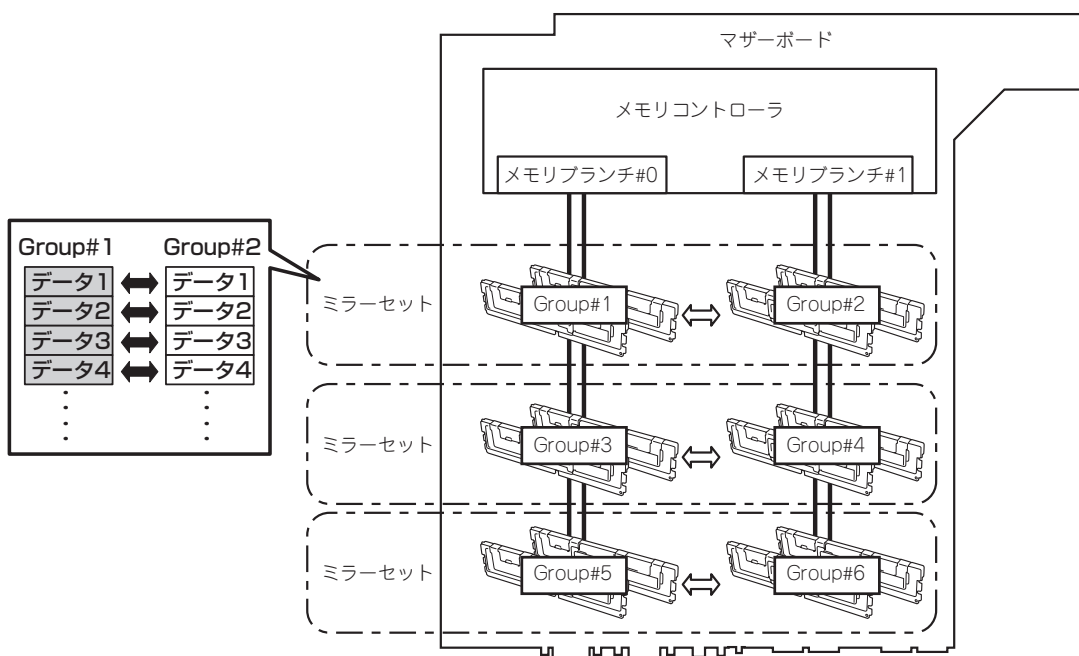 マザーボード
メモリコントローラ
メモリブランチ#0
メモリブランチ#1
Group#1
Group#2
データ1
データ1
データ2
データ2
データ3
データ3
データ4
データ4
ミラーセット
Group#1
Group#2
ミラーセット
Group#3
Group#4
ミラーセット
Group#5
Group#6